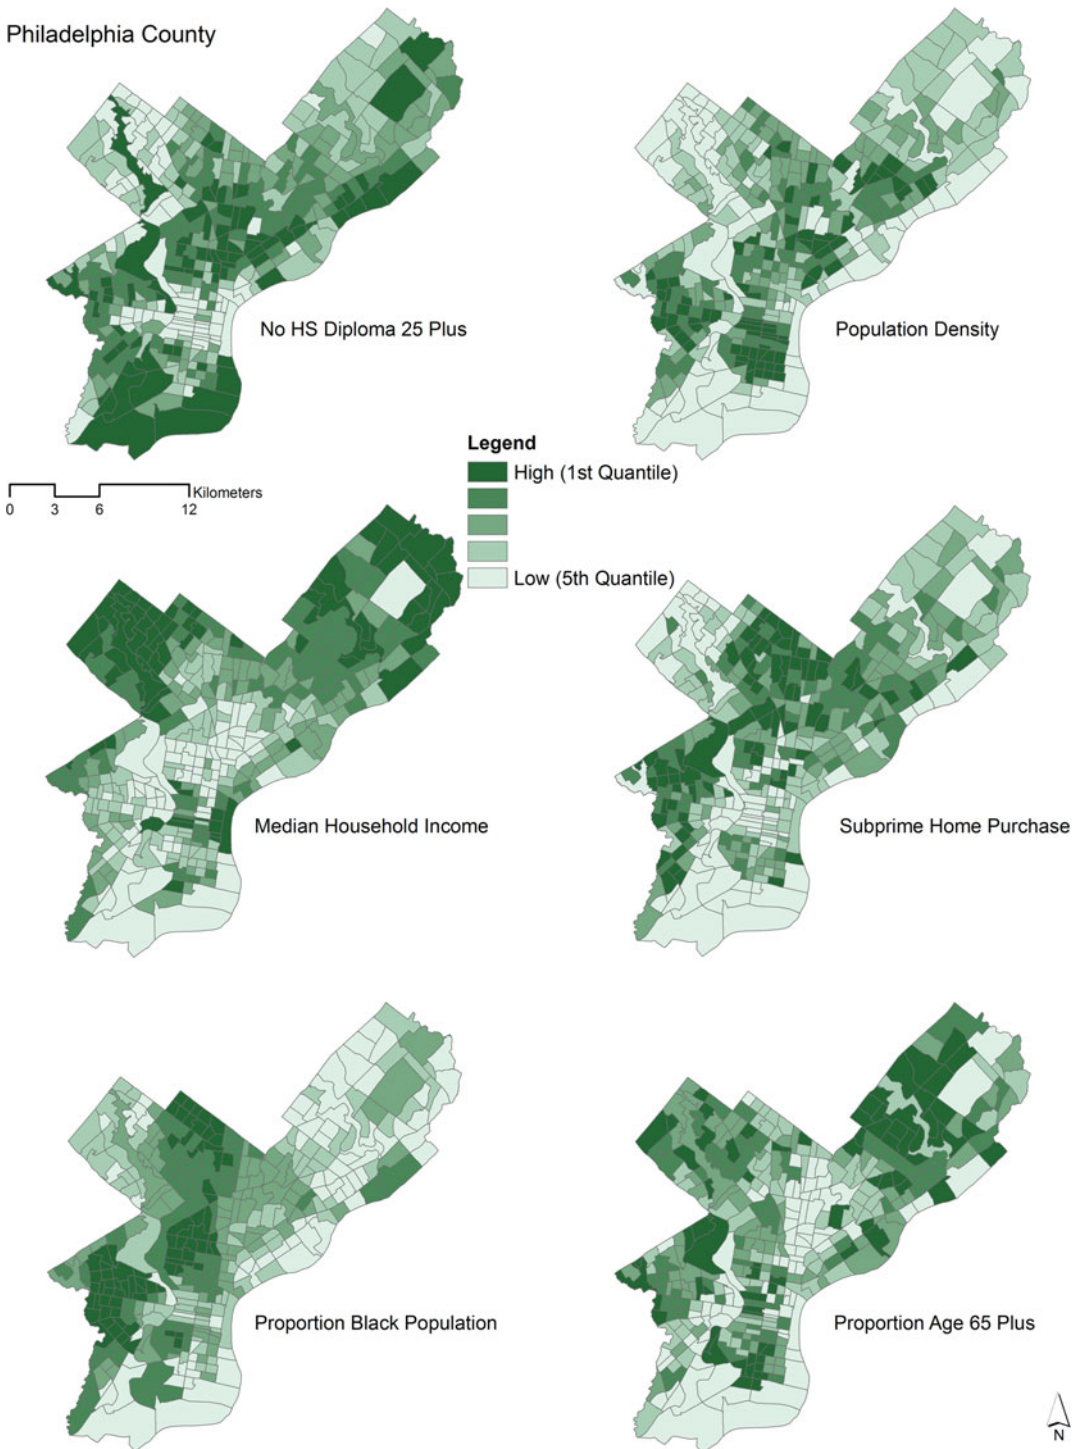 Philadelphia County
No HS Diploma 25 Plus
Population Density
Legend
High (1st Quantile)
Low (5th Quantile)
Kilometers
0 3 6 12
Median Household Income
Subprime Home Purchase
Proportion Black Population
Proportion Age 65 Plus
N